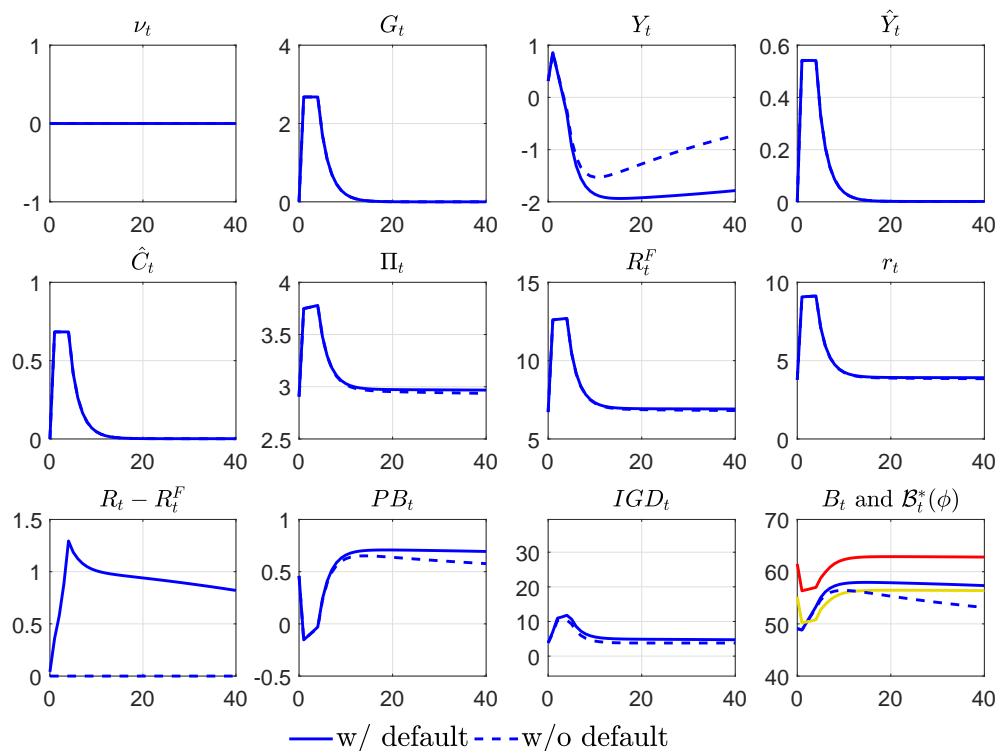 ν_t G_t Y_t Ŷ_t
1 0 -1 0 20 40
4 2 0 0 20 40
1 0 -1 -2 0 20 40
0.6 0.4 0.2 0 0 20 40
Ĉ_t Π_t R_t^F r_t
1 0.5 0 0 20 40
4 3.5 3 2.5 0 20 40
15 10 5 0 20 40
10 5 0 0 20 40
R_t − R_t^F PB_t IGD_t B_t and 𝓑_t^*(ϕ)
1.5 1 0.5 0 0 20 40
1 0.5 0 -0.5 0 20 40
30 20 10 0 0 20 40
70 60 50 40 0 20 40
w/ default w/o default